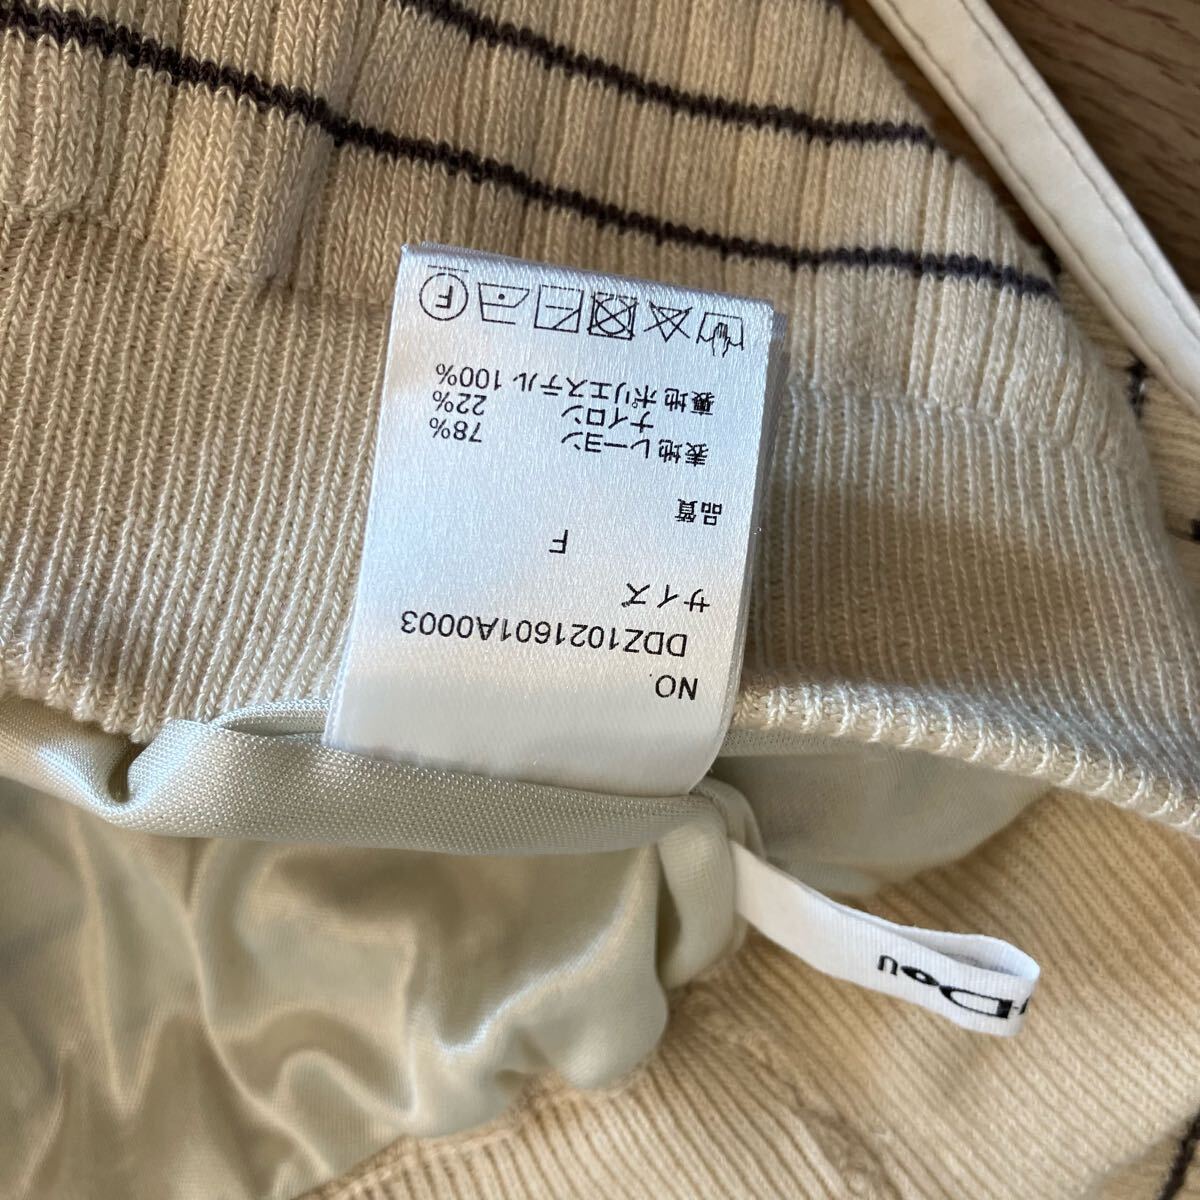 NO.
DDZ1021601A0003
サイズ
F
品質
表地 レーヨン 78%
ナイロン 22%
裏地 ポリエステル 100%
F
Dou